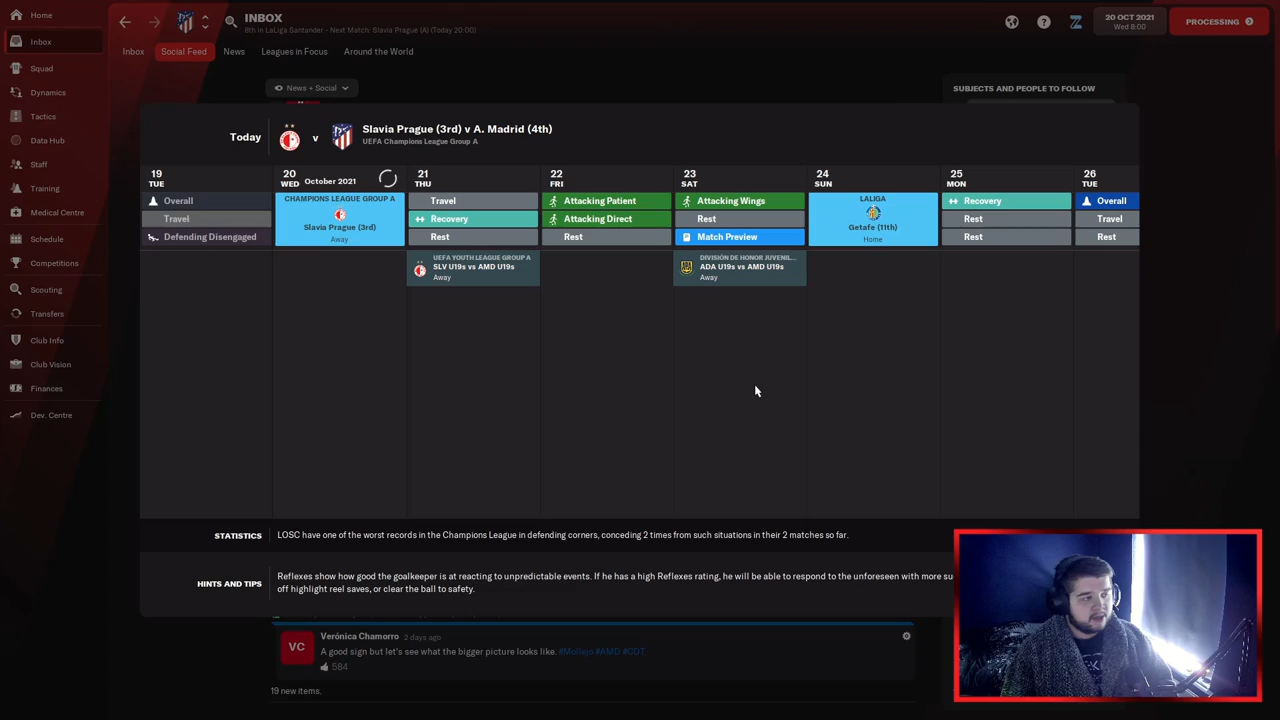 Home
INBOX
8th in LaLiga Santander - Next Match: Slavia Prague (A) (Today 20:00)
20 OCT 2021
Wed 8:00
PROCESSING
Inbox
Squad
Dynamics
Tactics
Data Hub
Staff
Training
Medical Centre
Schedule
Competitions
Scouting
Transfers
Club Info
Club Vision
Finances
Dev. Centre
Inbox
Social Feed
News
Leagues in Focus
Around the World
News + Social
SUBJECTS AND PEOPLE TO FOLLOW
Today
v
Slavia Prague (3rd) v A. Madrid (4th)
UEFA Champions League Group A
19
TUE
20
WED
October 2021
21
THU
22
FRI
23
SAT
24
SUN
25
MON
26
TUE
Overall
Travel
Defending Disengaged
CHAMPIONS LEAGUE GROUP A
Slavia Prague (3rd)
Away
Travel
Recovery
Rest
UEFA YOUTH LEAGUE GROUP A
SLV U19s vs AMD U19s
Away
Attacking Patient
Attacking Direct
Rest
Attacking Wings
Rest
Match Preview
DIVISIÓN DE HONOR JUVENIL...
ADA U19s vs AMD U19s
Away
LALIGA
Getafe (11th)
Home
Recovery
Rest
Rest
Overall
Travel
Rest
STATISTICS
LOSC have one of the worst records in the Champions League in defending corners, conceding 2 times from such situations in their 2 matches so far.
HINTS AND TIPS
Reflexes show how good the goalkeeper is at reacting to unpredictable events. If he has a high Reflexes rating, he will be able to respond to the unforeseen with more
off highlight reel saves, or clear the ball to safety.
VC
Verónica Chamorro 2 days ago
A good sign but let's see what the bigger picture looks like. #Mollejo #AMD #CDT
584
19 new items.